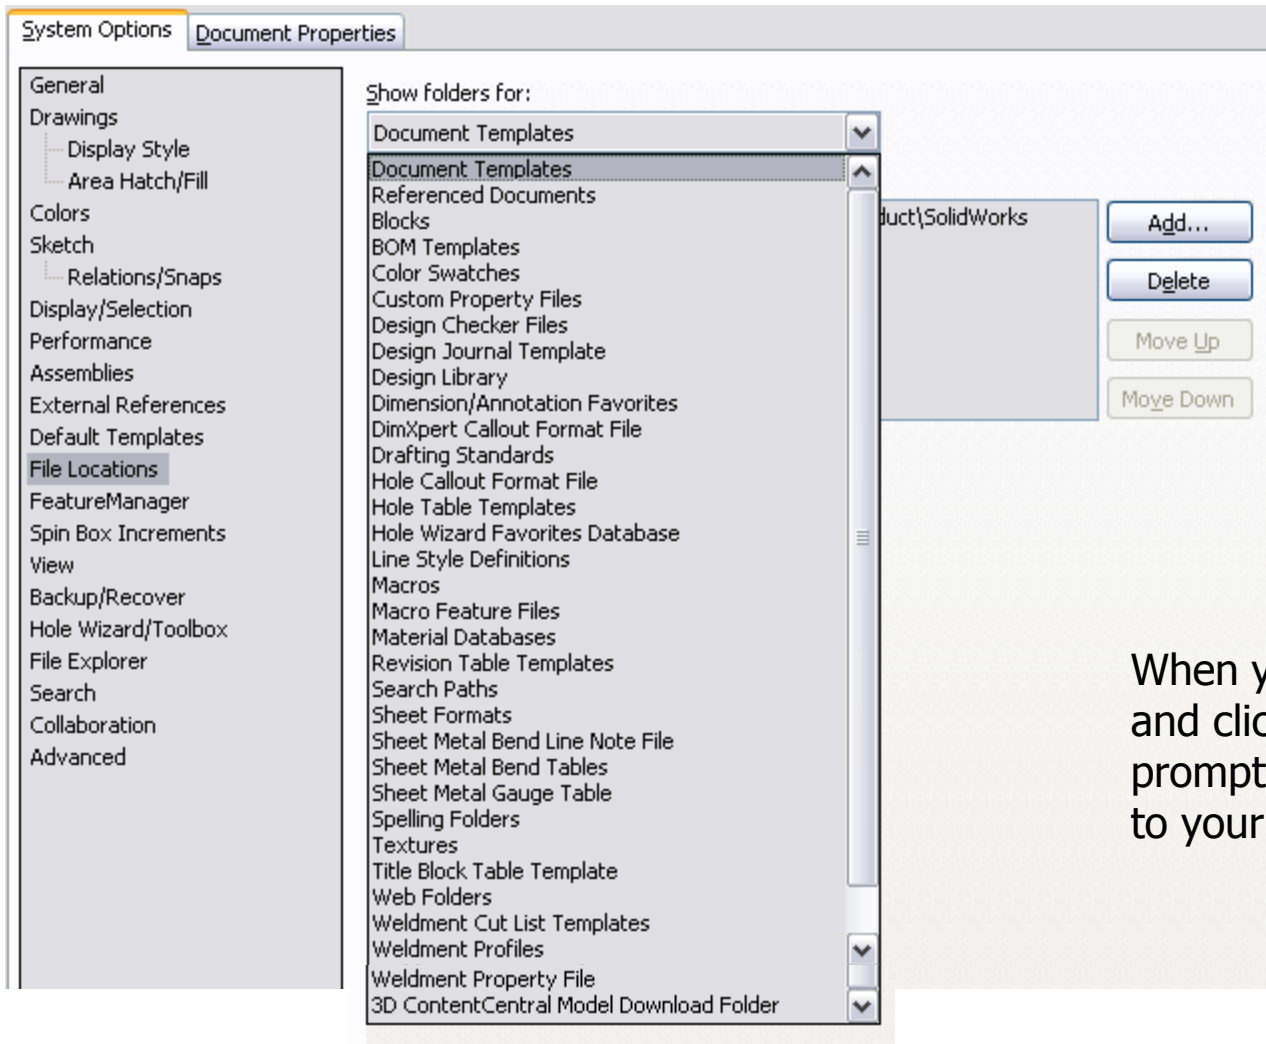 System Options
Document Properties
General
Drawings
Display Style
Area Hatch/Fill
Colors
Sketch
Relations/Snaps
Display/Selection
Performance
Assemblies
External References
Default Templates
File Locations
FeatureManager
Spin Box Increments
View
Backup/Recover
Hole Wizard/Toolbox
File Explorer
Search
Collaboration
Advanced
Show folders for:
Document Templates
Document Templates
Referenced Documents
Blocks
BOM Templates
Color Swatches
Custom Property Files
Design Checker Files
Design Journal Template
Design Library
Dimension/Annotation Favorites
DimXpert Callout Format File
Drafting Standards
Hole Callout Format File
Hole Table Templates
Hole Wizard Favorites Database
Line Style Definitions
Macros
Macro Feature Files
Material Databases
Revision Table Templates
Search Paths
Sheet Formats
Sheet Metal Bend Line Note File
Sheet Metal Bend Tables
Sheet Metal Gauge Table
Spelling Folders
Textures
Title Block Table Template
Web Folders
Weldment Cut List Templates
Weldment Profiles
Weldment Property File
3D ContentCentral Model Download Folder
duct\SolidWorks
Add...
Delete
Move Up
Move Down
When
and
prompt
to your